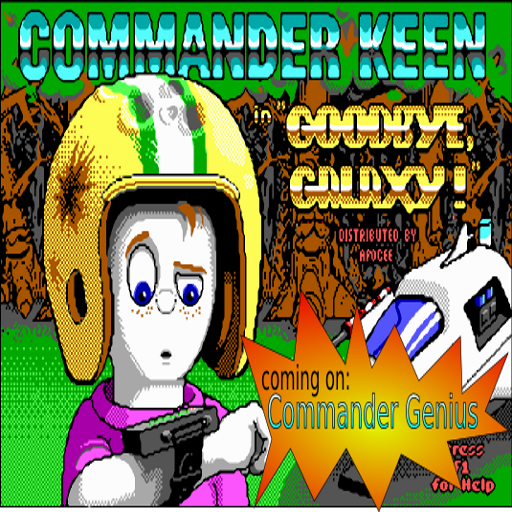 COMMANDER KEEN
in "GOODBYE,
GALAXY!"
DISTRIBUTED BY
APOGEE
coming on:
Commander Genius
ress
F1
for Help